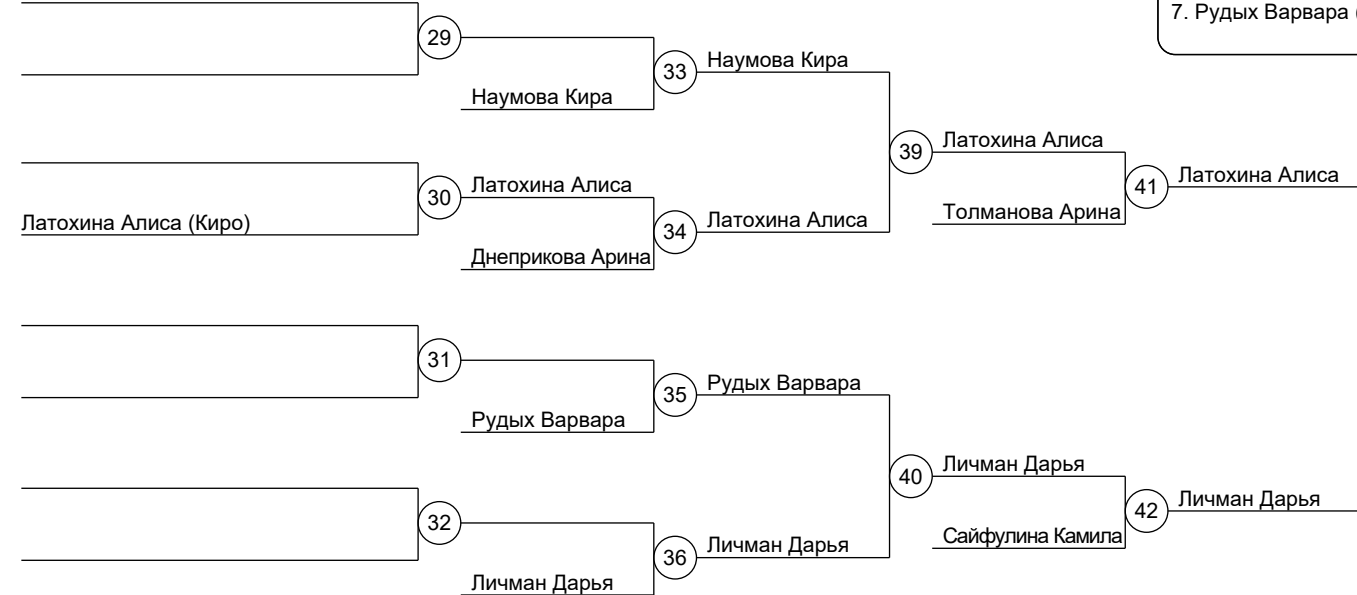 7. Рудых Варвара (
29
Наумова Кира
33
Наумова Кира
Латохина Алиса
39
Латохина Алиса
30
Латохина Алиса
41
Латохина Алиса (Киро)
34
Латохина Алиса
Толманова Арина
Днеприкова Арина
31
Рудых Варвара
35
Рудых Варвара
Личман Дарья
40
Личман Дарья
32
42
Сайфулина Камила
Личман Дарья
36
Личман Дарья